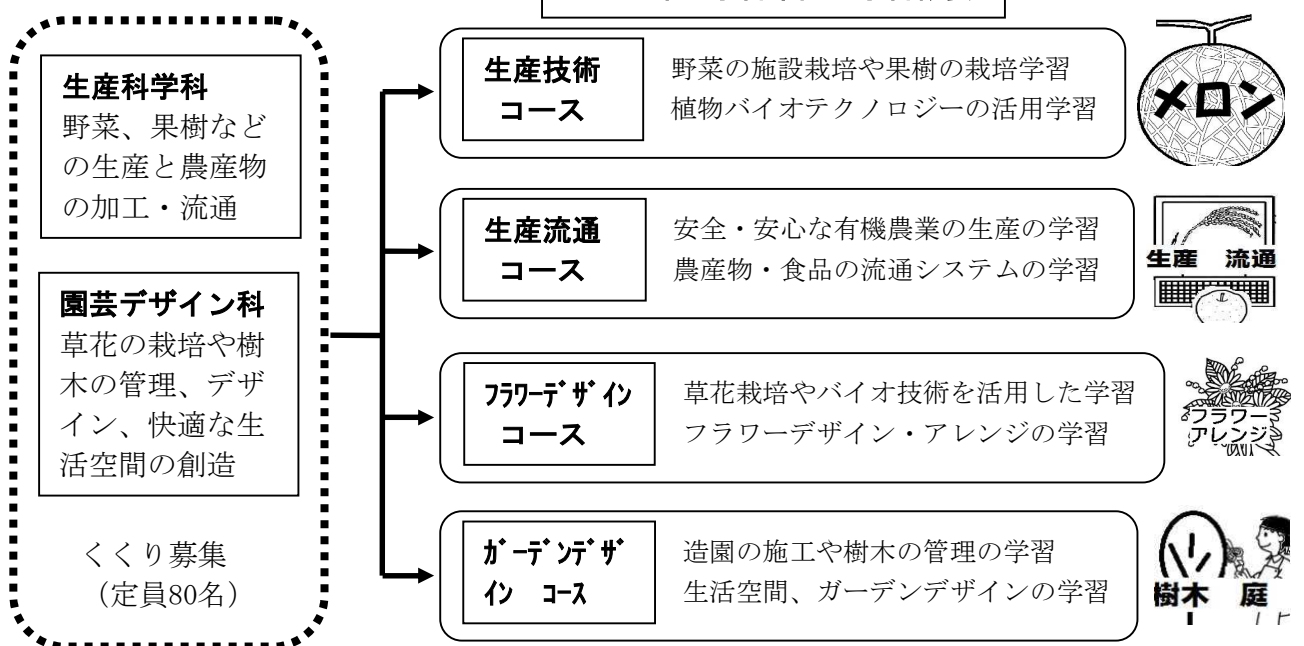 生産科学科
野菜、果樹など
の生産と農産物
の加工・流通
園芸デザイン科
草花の栽培や樹
木の管理、デザ
イン、快適な生
活空間の創造
くくり募集
（定員80名）
生産技術
コース
野菜の施設栽培や果樹の栽培学習
植物バイオテクノロジーの活用学習
メロン
生産流通
コース
安全・安心な有機農業の生産の学習
農産物・食品の流通システムの学習
生産 流通
ﾌﾗﾜｰﾃﾞｻﾞｲﾝ
コース
草花栽培やバイオ技術を活用した学習
フラワーデザイン・アレンジの学習
フラワー
アレンジ
ｶﾞｰﾃﾞﾝﾃﾞｻﾞ
ｲﾝ ｺｰｽ
造園の施工や樹木の管理の学習
生活空間、ガーデンデザインの学習
樹木 庭